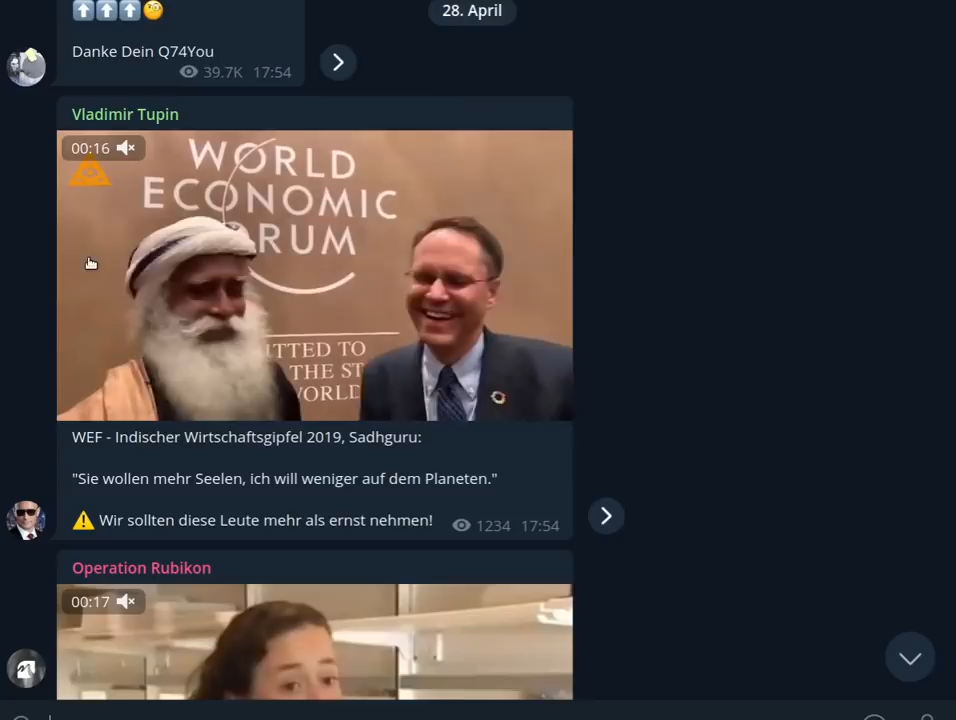 28. April
⬆️⬆️⬆️🧐
Danke Dein Q74You
39.7K 17:54
Vladimir Tupin
00:16
WORLD
ECONOMIC
RUM
ITTED TO
THE ST
WORLD
WEF - Indischer Wirtschaftsgipfel 2019, Sadhguru:
"Sie wollen mehr Seelen, ich will weniger auf dem Planeten."
⚠️ Wir sollten diese Leute mehr als ernst nehmen!
1234 17:54
Operation Rubikon
00:17